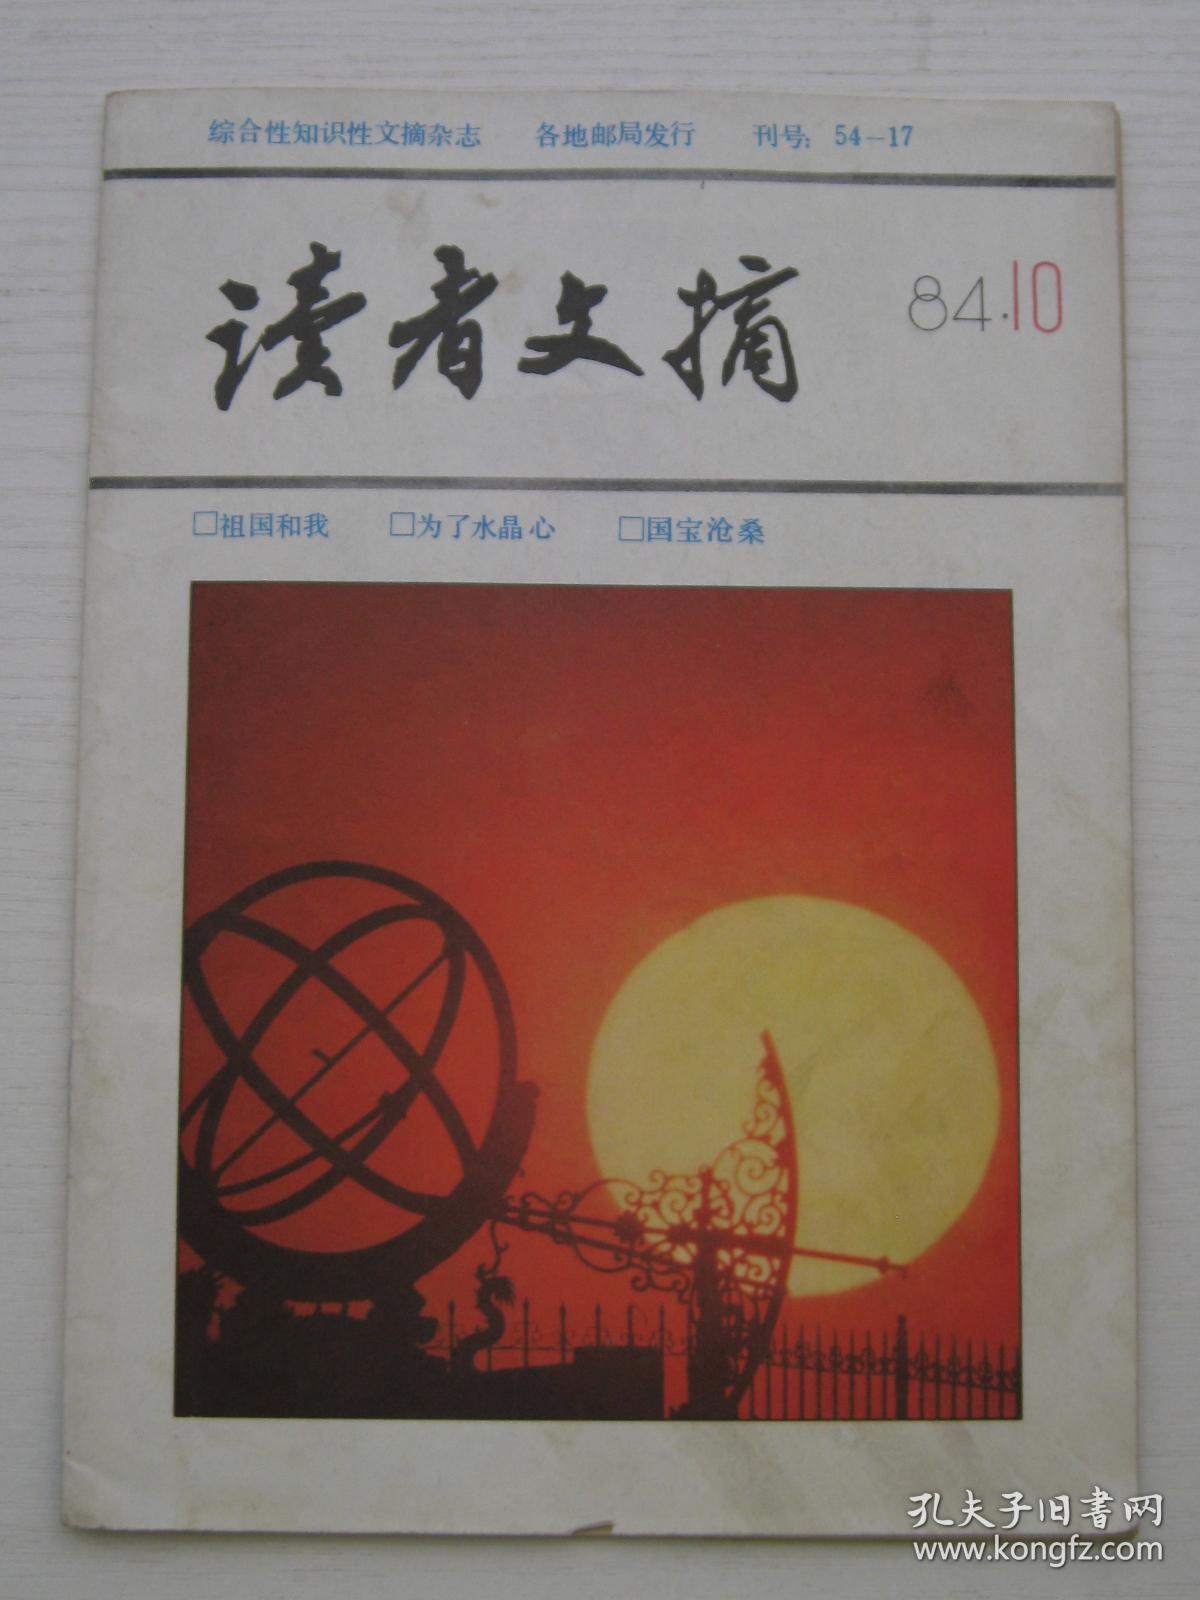 综合性知识性文摘杂志 各地邮局发行 刊号: 54-17
读者文摘 84·10
□祖国和我 □为了水晶心 □国宝沧桑
孔夫子旧书网
www.kongfz.com